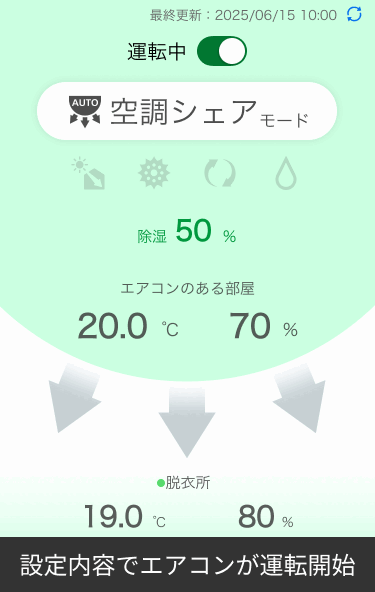 最終更新：2025/06/15 10:00
運転中
AUTO 空調シェアモード
除湿 50 %
エアコンのある部屋
20.0 ℃ 70 %
脱衣所
19.0 ℃ 80 %
設定内容でエアコンが運転開始